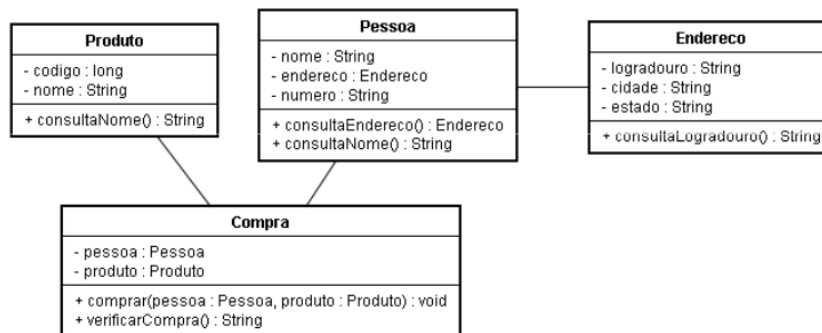 Produto
- codigo : long
- nome : String
+ consultaNome() : String
Pessoa
- nome : String
- endereco : Endereco
- numero : String
+ consultaEndereco() : Endereco
+ consultaNome() : String
Endereco
- logradouro : String
- cidade : String
- estado : String
+ consultaLogradouro() : String
Compra
- pessoa : Pessoa
- produto : Produto
+ comprar(pessoa : Pessoa, produto : Produto) : void
+ verificarCompra() : String